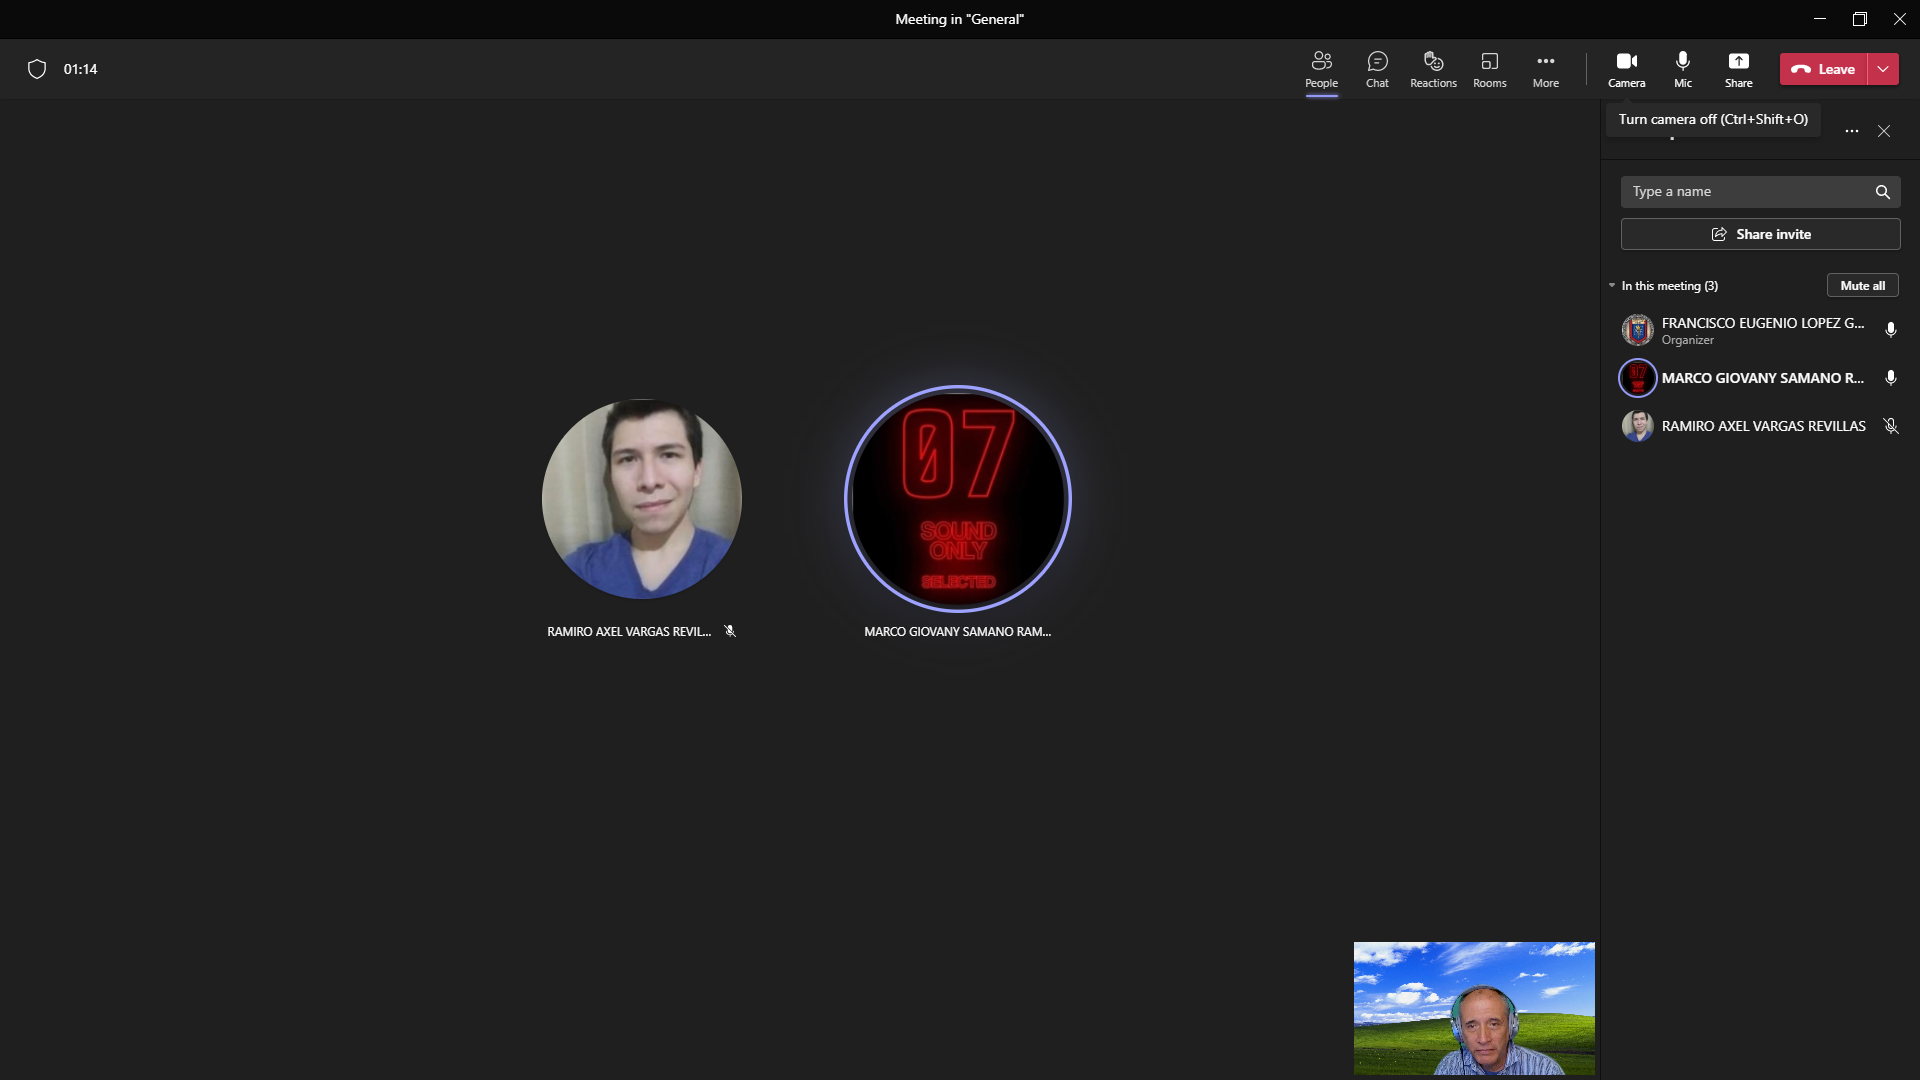 Meeting in "General"
01:14
People
Chat
Reactions
Rooms
More
Camera
Mic
Share
Leave
Turn camera off (Ctrl+Shift+O)
Type a name
Share invite
In this meeting (3)
Mute all
FRANCISCO EUGENIO LOPEZ G...
Organizer
MARCO GIOVANY SAMANO R...
RAMIRO AXEL VARGAS REVILLAS
07
SOUND
ONLY
SELECTED
RAMIRO AXEL VARGAS REVIL...
MARCO GIOVANY SAMANO RAM...